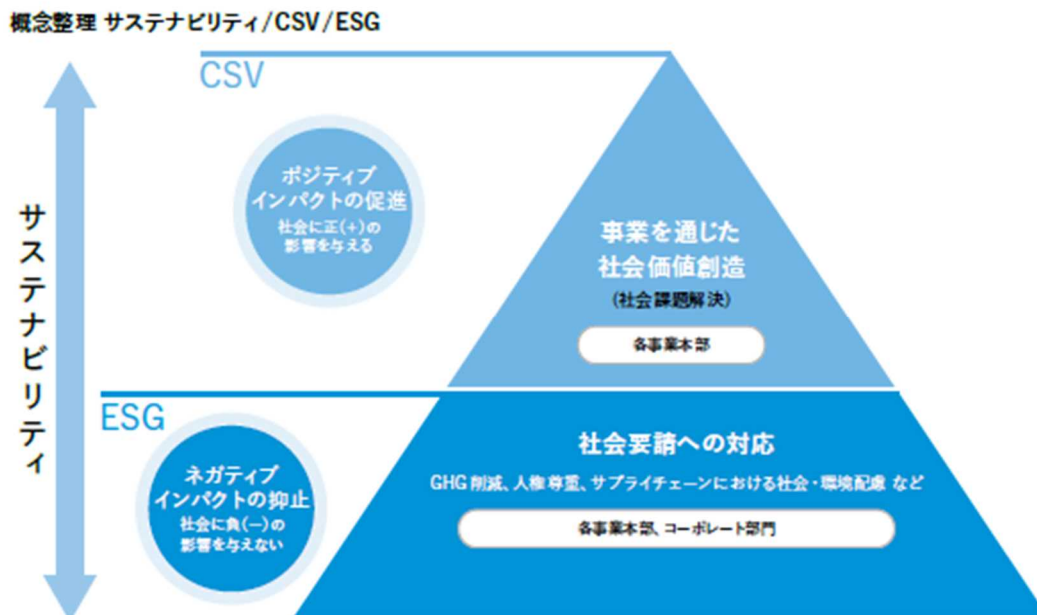 概念整理 サステナビリティ/CSV/ESG
CSV
ポジティブ
インパクトの促進
社会に正(+)の
影響を与える
事業を通じた
社会価値創造
(社会課題解決)
各事業本部
サステナビリティ
ESG
ネガティブ
インパクトの抑止
社会に負(ー)の
影響を与えない
社会要請への対応
GHG削減、人権尊重、サプライチェーンにおける社会・環境配慮 など
各事業本部、コーポレート部門